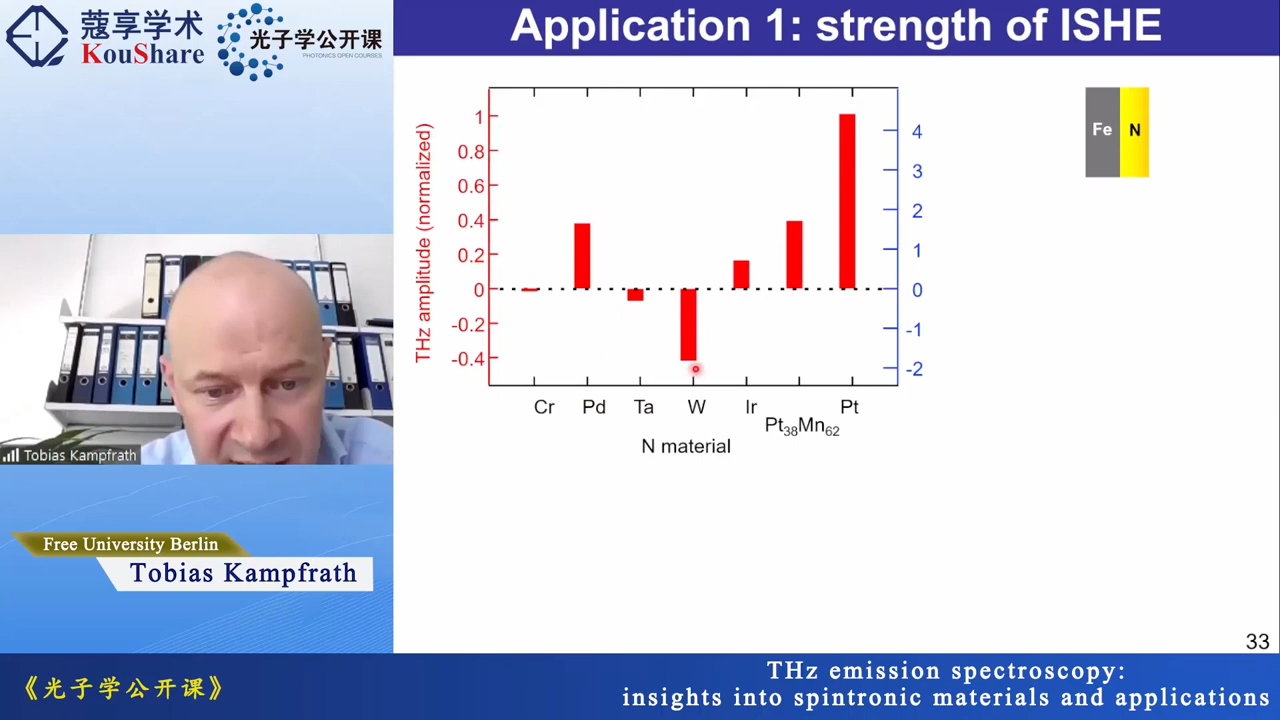 蔻享学术
KouShare
光子学公开课
PHOTONICS OPEN COURSES
Application 1: strength of ISHE
THz amplitude (normalized)
1
0.8
0.6
0.4
0.2
0
-0.2
-0.4
4
3
2
1
0
-1
-2
Cr Pd Ta W Ir Pt38Mn62 Pt
N material
Fe N
Tobias Kampfrath
Free University Berlin
Tobias Kampfrath
33
《光子学公开课》
THz emission spectroscopy:
insights into spintronic materials and applications